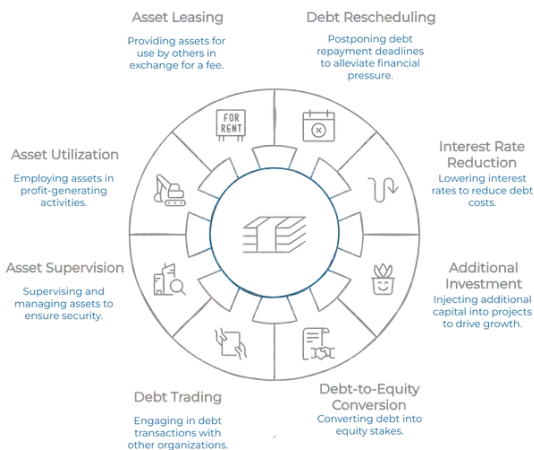 Asset Leasing
Providing assets for
use by others in
exchange for a fee.
Debt Rescheduling
Postponing debt
repayment deadlines
to alleviate financial
pressure.
FOR
RENT
Interest Rate
Reduction
Lowering interest
rates to reduce debt
costs.
Asset Utilization
Employing assets in
profit-generating
activities.
Additional
Investment
Injecting additional
capital into projects
to drive growth.
Asset Supervision
Supervising and
managing assets to
ensure security.
Debt-to-Equity
Conversion
Converting debt into
equity stakes.
Debt Trading
Engaging in debt
transactions with
other organizations.